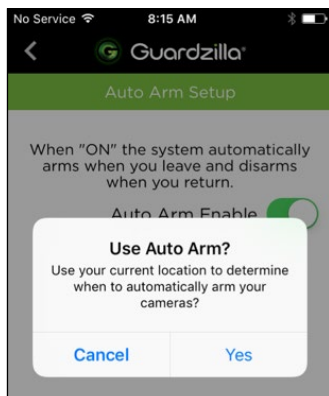 No Service 8:15 AM
Guardzilla®
Auto Arm Setup
When "ON" the system automatically
arms when you leave and disarms
when you return.
Auto Arm Enable
Use Auto Arm?
Use your current location to determine
when to automatically arm your
cameras?
Cancel Yes